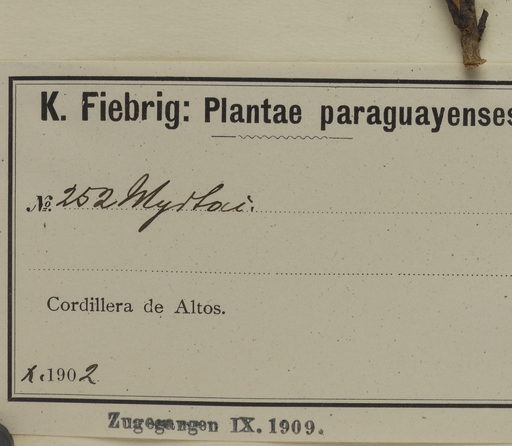 K. Fiebrig: Plantae paraguayenses
№ 252 Myrtac.
Cordillera de Altos.
X. 1902
Zugegangen IX. 1909.